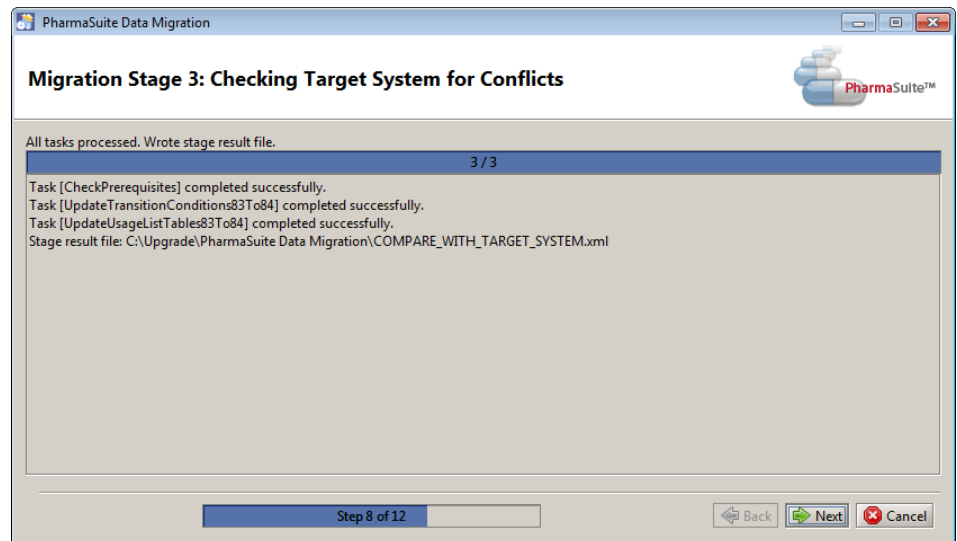 PharmaSuite Data Migration
Migration Stage 3: Checking Target System for Conflicts
PharmaSuite™
All tasks processed. Wrote stage result file.
3 / 3
Task [CheckPrerequisites] completed successfully.
Task [UpdateTransitionConditions83To84] completed successfully.
Task [UpdateUsageListTables83To84] completed successfully.
Stage result file: C:\Upgrade\PharmaSuite Data Migration\COMPARE_WITH_TARGET_SYSTEM.xml
Step 8 of 12
Back
Next
Cancel